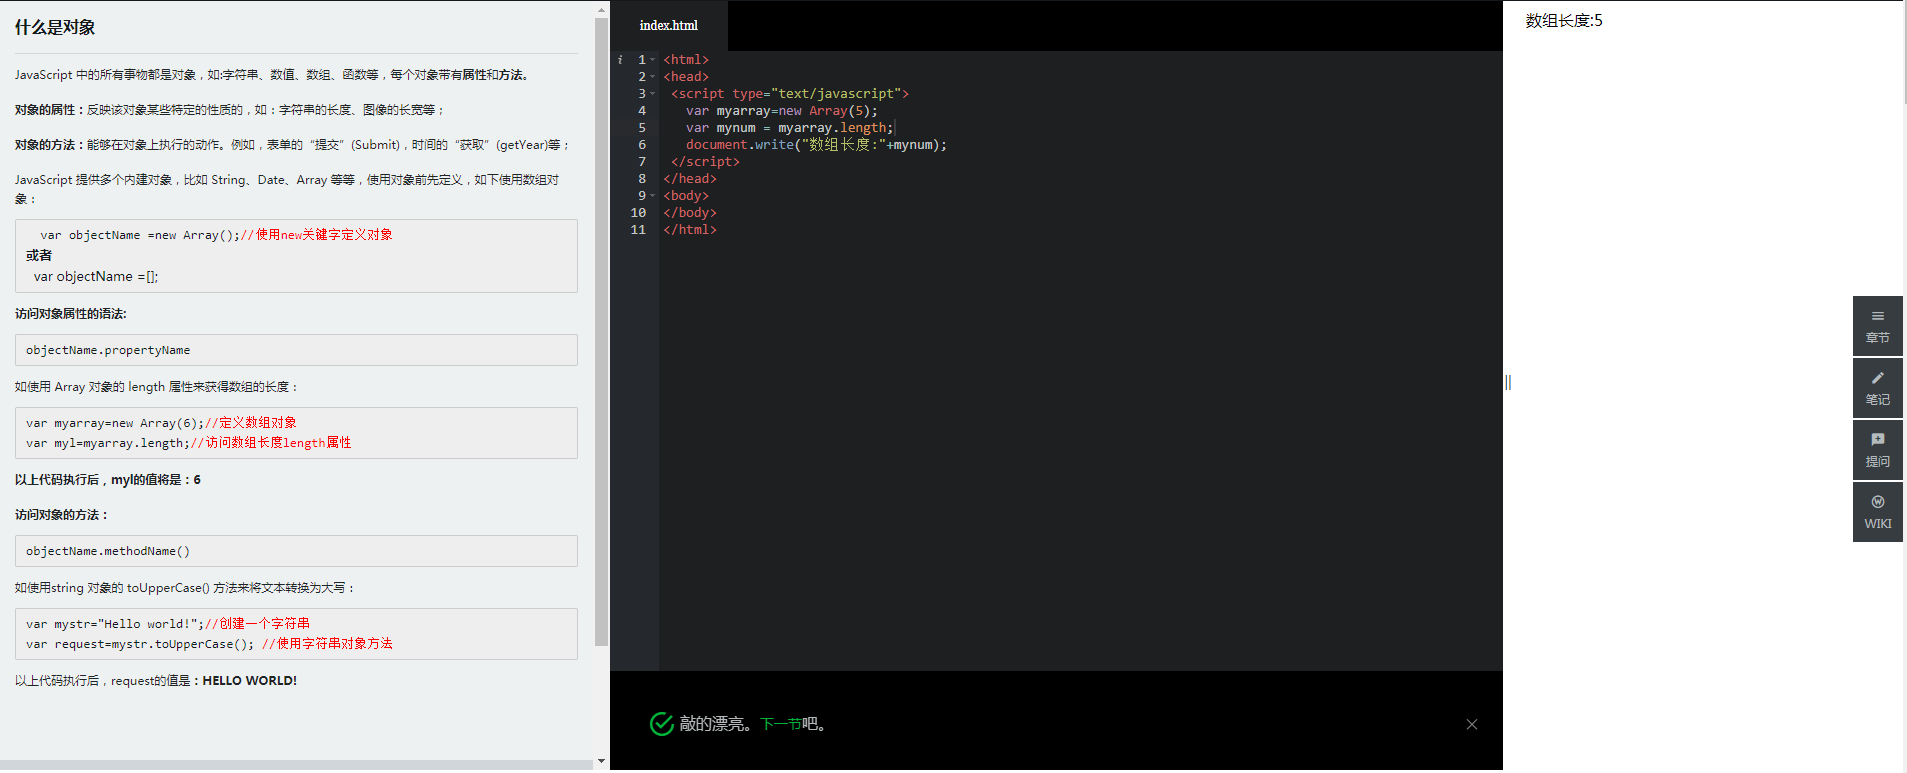 什么是对象
JavaScript 中的所有事物都是对象，如:字符串、数值、数组、函数等，每个对象带有属性和方法。
对象的属性：反映该对象某些特定的性质的，如：字符串的长度、图像的长宽等；
对象的方法：能够在对象上执行的动作。例如，表单的“提交”(Submit)，时间的“获取”(getYear)等；
JavaScript 提供多个内建对象，比如 String、Date、Array 等等，使用对象前先定义，如下使用数组对
象：
var objectName =new Array();//使用new关键字定义对象
或者
var objectName =[];
访问对象属性的语法:
objectName.propertyName
如使用 Array 对象的 length 属性来获得数组的长度：
var myarray=new Array(6);//定义数组对象
var myl=myarray.length;//访问数组长度length属性
以上代码执行后，myl的值将是：6
访问对象的方法：
objectName.methodName()
如使用string 对象的 toUpperCase() 方法来将文本转换为大写：
var mystr="Hello world!";//创建一个字符串
var request=mystr.toUpperCase(); //使用字符串对象方法
以上代码执行后，request的值是：HELLO WORLD!
index.html
i 1 <html>
2 <head>
3 <script type="text/javascript">
4 var myarray=new Array(5);
5 var mynum = myarray.length;
6 document.write("数组长度:"+mynum);
7 </script>
8 </head>
9 <body>
10 </body>
11 </html>
敲的漂亮。下一节吧。
数组长度:5
章节
笔记
提问
WIKI